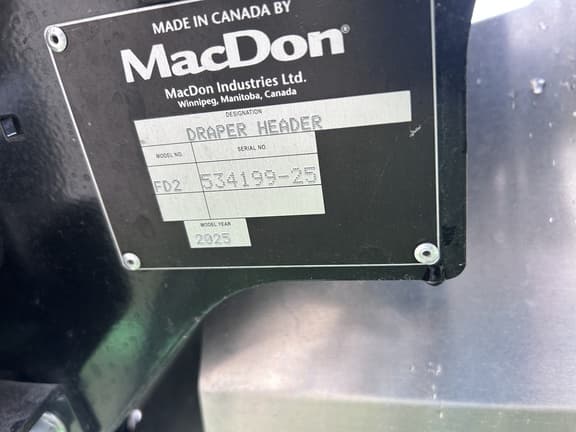 MADE IN CANADA BY
MacDon®
MacDon Industries Ltd.
Winnipeg, Manitoba, Canada
DESIGNATION
DRAPER HEADER
MODEL NO. SERIAL NO.
FD2 534199-25
MODEL YEAR
2025